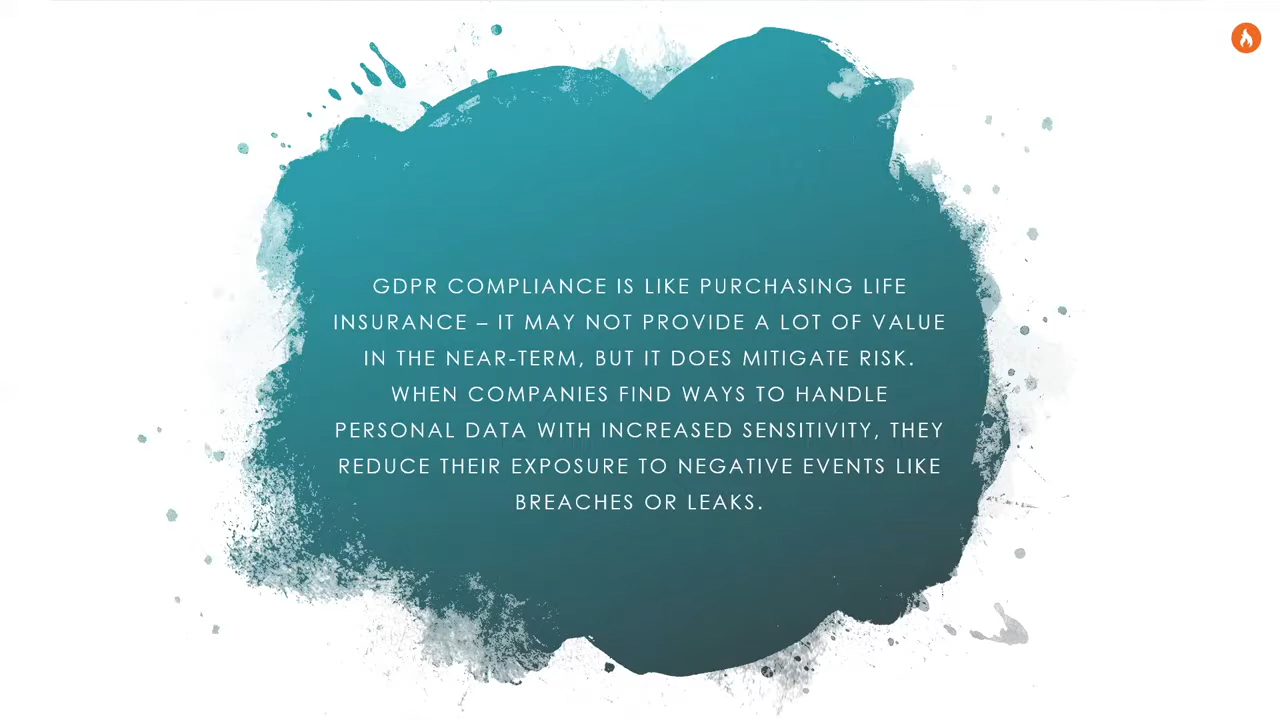 GDPR COMPLIANCE IS LIKE PURCHASING LIFE
INSURANCE – IT MAY NOT PROVIDE A LOT OF VALUE
IN THE NEAR-TERM, BUT IT DOES MITIGATE RISK.
WHEN COMPANIES FIND WAYS TO HANDLE
PERSONAL DATA WITH INCREASED SENSITIVITY, THEY
REDUCE THEIR EXPOSURE TO NEGATIVE EVENTS LIKE
BREACHES OR LEAKS.